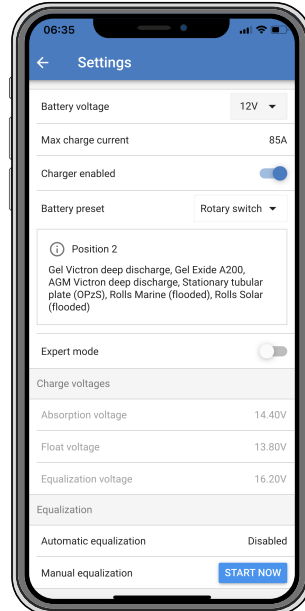 06:35
Settings
Battery voltage 12V
Max charge current 85A
Charger enabled
Battery preset Rotary switch
Position 2
Gel Victron deep discharge, Gel Exide A200,
AGM Victron deep discharge, Stationary tubular
plate (OPzS), Rolls Marine (flooded), Rolls Solar
(flooded)
Expert mode
Charge voltages
Absorption voltage 14.40V
Float voltage 13.80V
Equalization voltage 16.20V
Equalization
Automatic equalization Disabled
Manual equalization START NOW